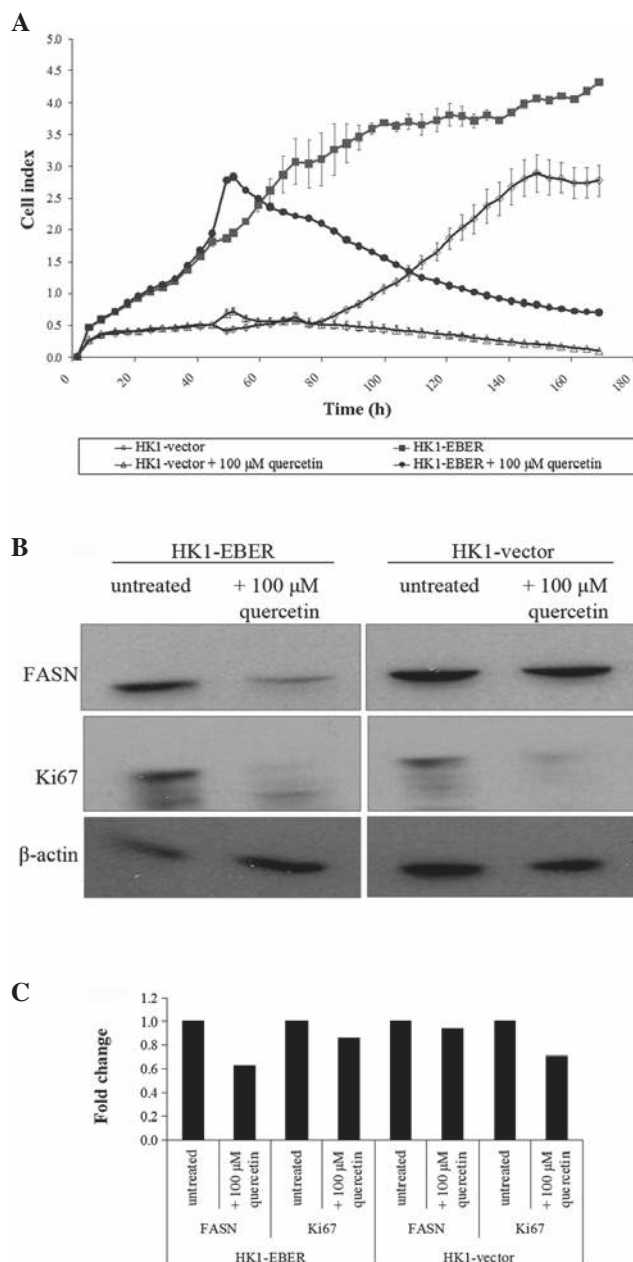 A
5.0
4.5
4.0
3.5
3.0
2.5
2.0
1.5
1.0
0.5
0.0
Cell index
0 20 40 60 80 100 120 140 160 180
Time (h)
HK1-vector HK1-EBER
HK1-vector + 100 μM quercetin HK1-EBER + 100 μM quercetin
B
HK1-EBER HK1-vector
untreated + 100 μM quercetin untreated + 100 μM quercetin
FASN
Ki67
β-actin
C
1.2
1.0
0.8
0.6
0.4
0.2
0.0
Fold change
untreated + 100 μM quercetin untreated + 100 μM quercetin untreated + 100 μM quercetin untreated + 100 μM quercetin
FASN Ki67 FASN Ki67
HK1-EBER HK1-vector